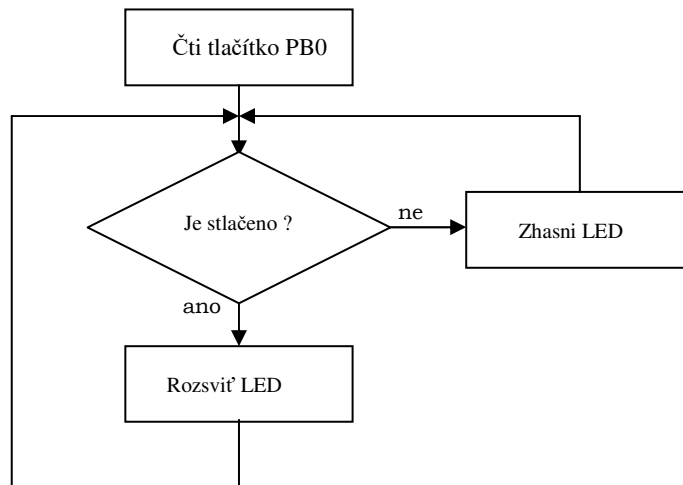 Čti tlačítko PB0
Je stlačeno ?
ne
Zhasni LED
ano
Rozsviť LED